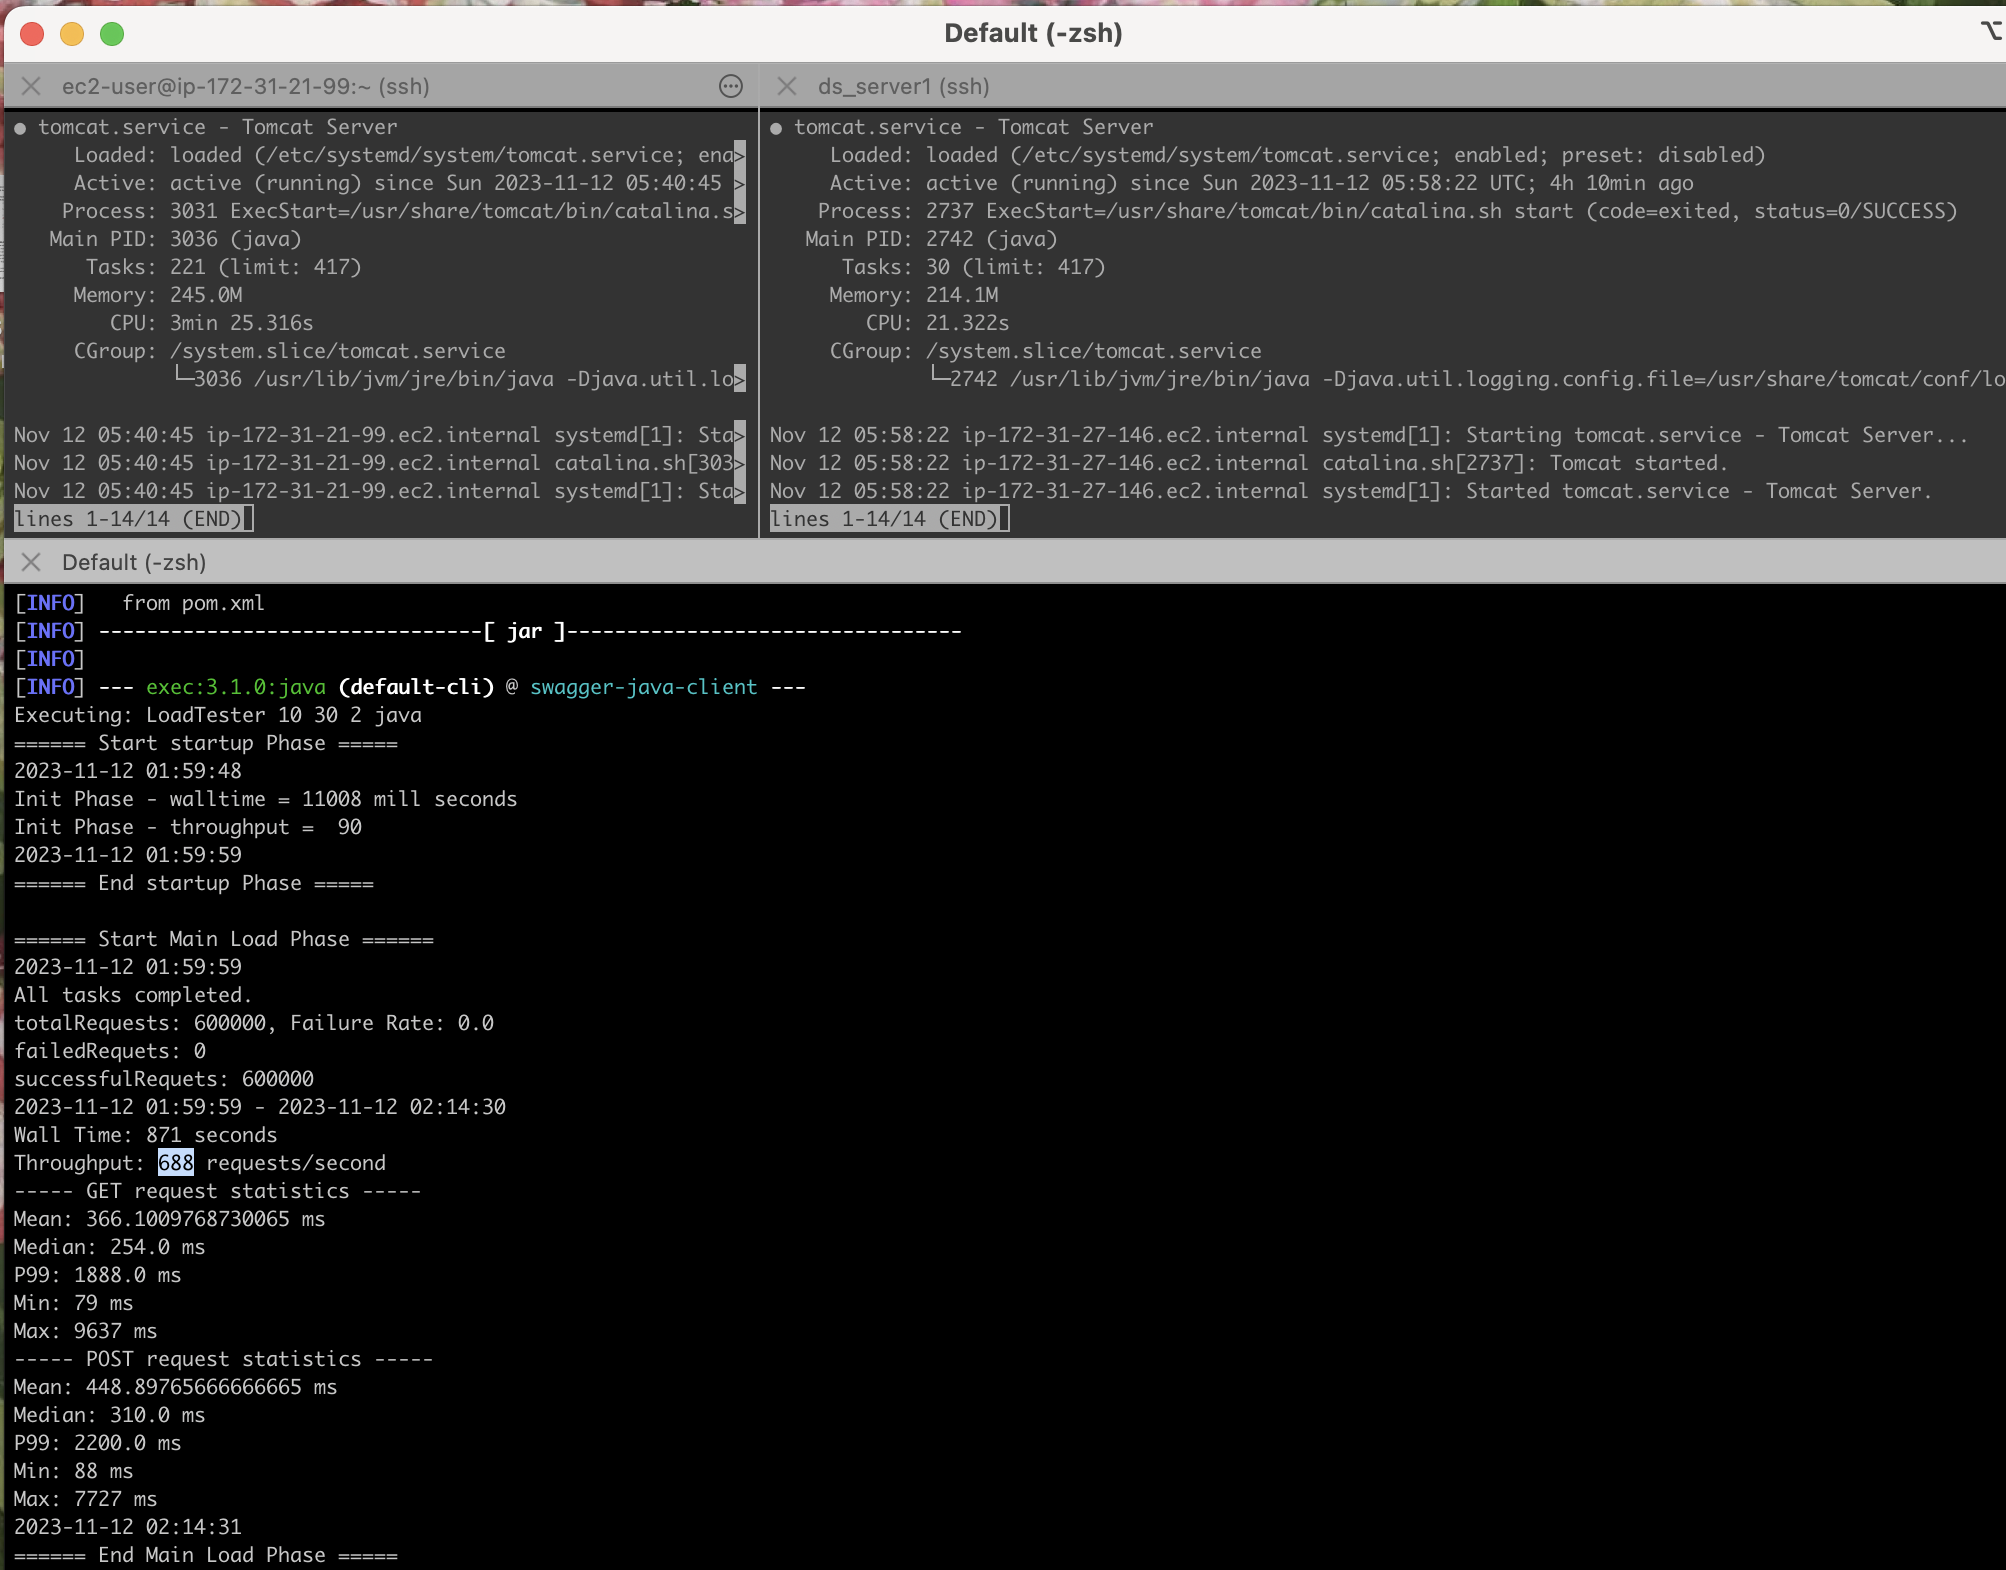 Default (-zsh)
ec2-user@ip-172-31-21-99:~ (ssh)
● tomcat.service - Tomcat Server
Loaded: loaded (/etc/systemd/system/tomcat.service; ena>
Active: active (running) since Sun 2023-11-12 05:40:45 >
Process: 3031 ExecStart=/usr/share/tomcat/bin/catalina.s>
Main PID: 3036 (java)
Tasks: 221 (limit: 417)
Memory: 245.0M
CPU: 3min 25.316s
CGroup: /system.slice/tomcat.service
└─3036 /usr/lib/jvm/jre/bin/java -Djava.util.lo>
Nov 12 05:40:45 ip-172-31-21-99.ec2.internal systemd[1]: Sta>
Nov 12 05:40:45 ip-172-31-21-99.ec2.internal catalina.sh[303>
Nov 12 05:40:45 ip-172-31-21-99.ec2.internal systemd[1]: Sta>
lines 1-14/14 (END)
ds_server1 (ssh)
● tomcat.service - Tomcat Server
Loaded: loaded (/etc/systemd/system/tomcat.service; enabled; preset: disabled)
Active: active (running) since Sun 2023-11-12 05:58:22 UTC; 4h 10min ago
Process: 2737 ExecStart=/usr/share/tomcat/bin/catalina.sh start (code=exited, status=0/SUCCESS)
Main PID: 2742 (java)
Tasks: 30 (limit: 417)
Memory: 214.1M
CPU: 21.322s
CGroup: /system.slice/tomcat.service
└─2742 /usr/lib/jvm/jre/bin/java -Djava.util.logging.config.file=/usr/share/tomcat/conf/lo
Nov 12 05:58:22 ip-172-31-27-146.ec2.internal systemd[1]: Starting tomcat.service - Tomcat Server...
Nov 12 05:58:22 ip-172-31-27-146.ec2.internal catalina.sh[2737]: Tomcat started.
Nov 12 05:58:22 ip-172-31-27-146.ec2.internal systemd[1]: Started tomcat.service - Tomcat Server.
lines 1-14/14 (END)
Default (-zsh)
[INFO]   from pom.xml
[INFO] --------------------------------[ jar ]---------------------------------
[INFO]
[INFO] --- exec:3.1.0:java (default-cli) @ swagger-java-client ---
Executing: LoadTester 10 30 2 java
====== Start startup Phase =====
2023-11-12 01:59:48
Init Phase - walltime = 11008 mill seconds
Init Phase - throughput =  90
2023-11-12 01:59:59
====== End startup Phase =====
====== Start Main Load Phase ======
2023-11-12 01:59:59
All tasks completed.
totalRequests: 600000, Failure Rate: 0.0
failedRequets: 0
successfulRequets: 600000
2023-11-12 01:59:59 - 2023-11-12 02:14:30
Wall Time: 871 seconds
Throughput: 688 requests/second
----- GET request statistics -----
Mean: 366.1009768730065 ms
Median: 254.0 ms
P99: 1888.0 ms
Min: 79 ms
Max: 9637 ms
----- POST request statistics -----
Mean: 448.89765666666665 ms
Median: 310.0 ms
P99: 2200.0 ms
Min: 88 ms
Max: 7727 ms
2023-11-12 02:14:31
====== End Main Load Phase =====